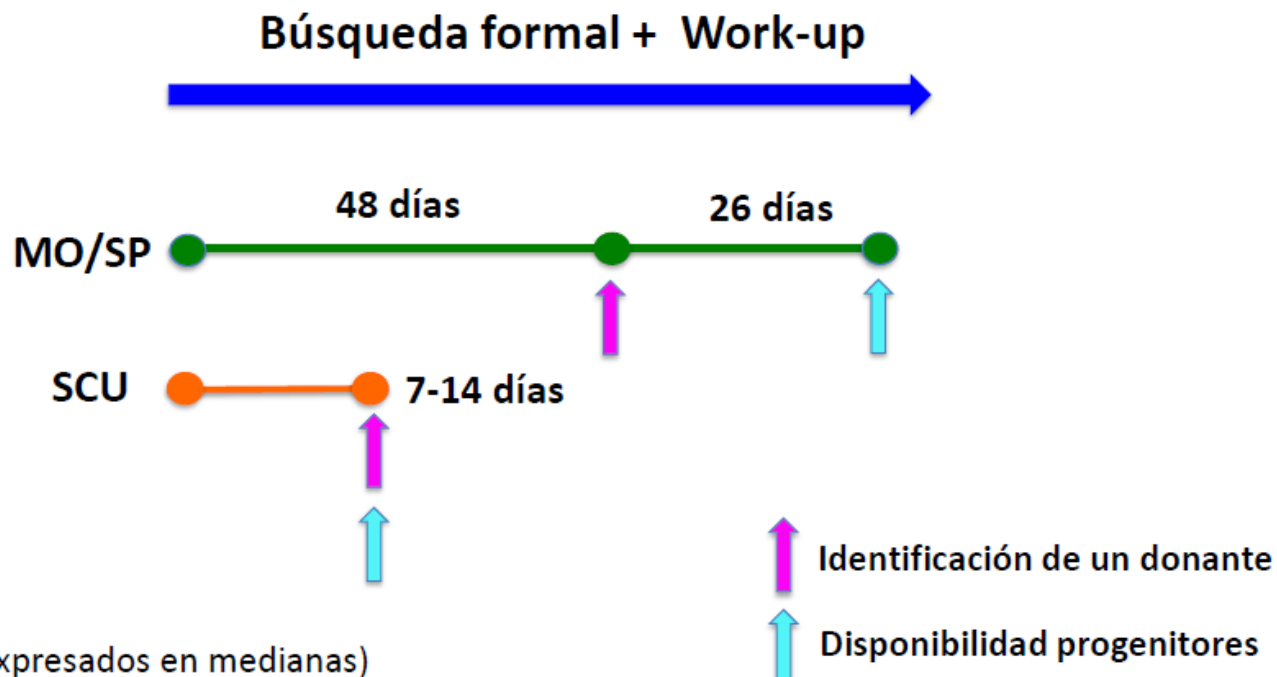 Búsqueda formal + Work-up
48 días
26 días
MO/SP
SCU
7-14 días
Identificación de un donante
Disponibilidad progenitores
xpresados en medianas)